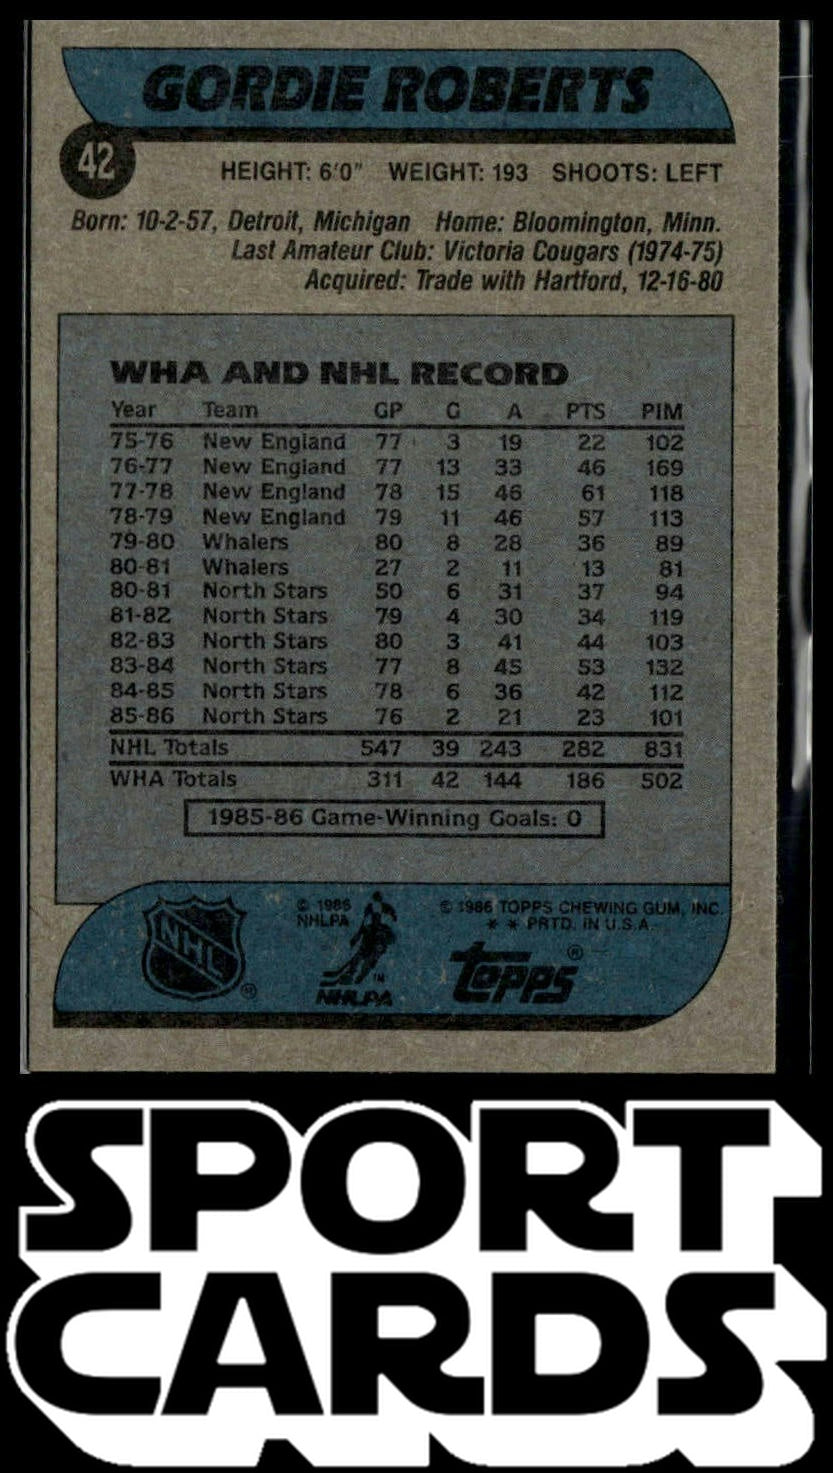 GORDIE ROBERTS
42
HEIGHT: 6'0" WEIGHT: 193 SHOOTS: LEFT
Born: 10-2-57, Detroit, Michigan Home: Bloomington, Minn.
Last Amateur Club: Victoria Cougars (1974-75)
Acquired: Trade with Hartford, 12-16-80
WHA AND NHL RECORD
Year Team GP G A PTS PIM
75-76 New England 77 3 19 22 102
76-77 New England 77 13 33 46 169
77-78 New England 78 15 46 61 118
78-79 New England 79 11 46 57 113
79-80 Whalers 80 8 28 36 89
80-81 Whalers 27 2 11 13 81
80-81 North Stars 50 6 31 37 94
81-82 North Stars 79 4 30 34 119
82-83 North Stars 80 3 41 44 103
83-84 North Stars 77 8 45 53 132
84-85 North Stars 78 6 36 42 112
85-86 North Stars 76 2 21 23 101
NHL Totals 547 39 243 282 831
WHA Totals 311 42 144 186 502
1985-86 Game-Winning Goals: 0
NHL ®
© 1986
NHLPA
NHLPA
© 1986 TOPPS CHEWING GUM, INC.
* * PRTD. IN U.S.A.
topps ®
SPORT
CARDS